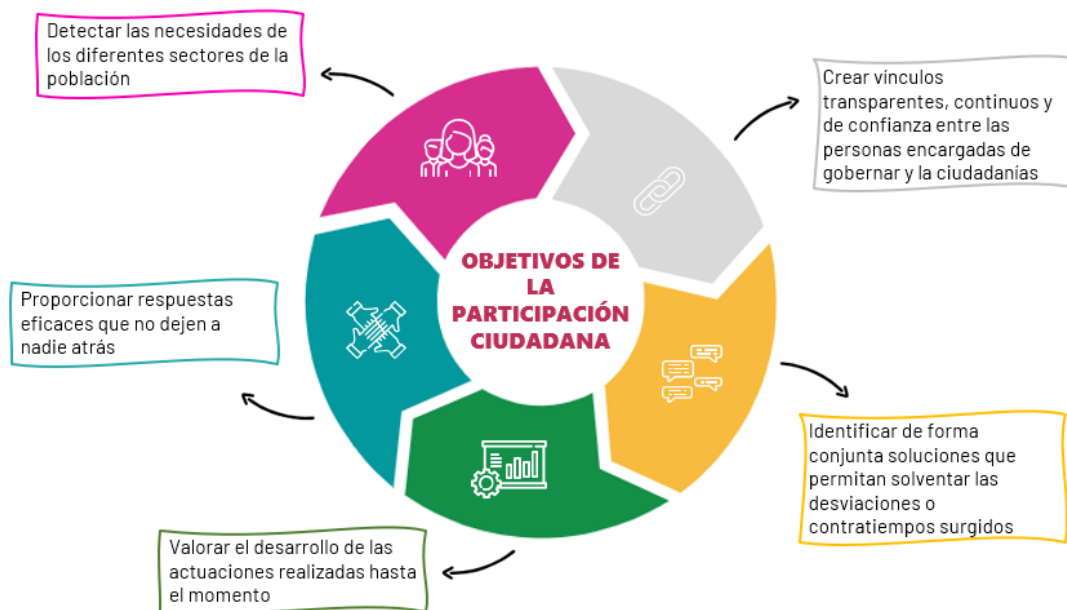 Detectar las necesidades de
los diferentes sectores de la
población
Crear vínculos
transparentes, continuos y
de confianza entre las
personas encargadas de
gobernar y la ciudadanías
OBJETIVOS DE
LA
PARTICIPACIÓN
CIUDADANA
Proporcionar respuestas
eficaces que no dejen a
nadie atrás
Identificar de forma
conjunta soluciones que
permitan solventar las
desviaciones o
contratiempos surgidos
Valorar el desarrollo de las
actuaciones realizadas hasta
el momento